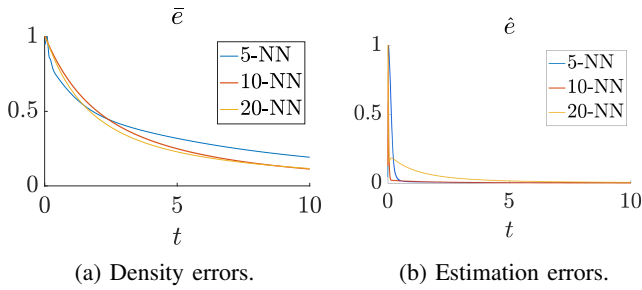 ē
1
0.5
0
0
5
10
t
5-NN
10-NN
20-NN
(a) Density errors.
ê
1
0.5
0
0
5
10
t
5-NN
10-NN
20-NN
(b) Estimation errors.